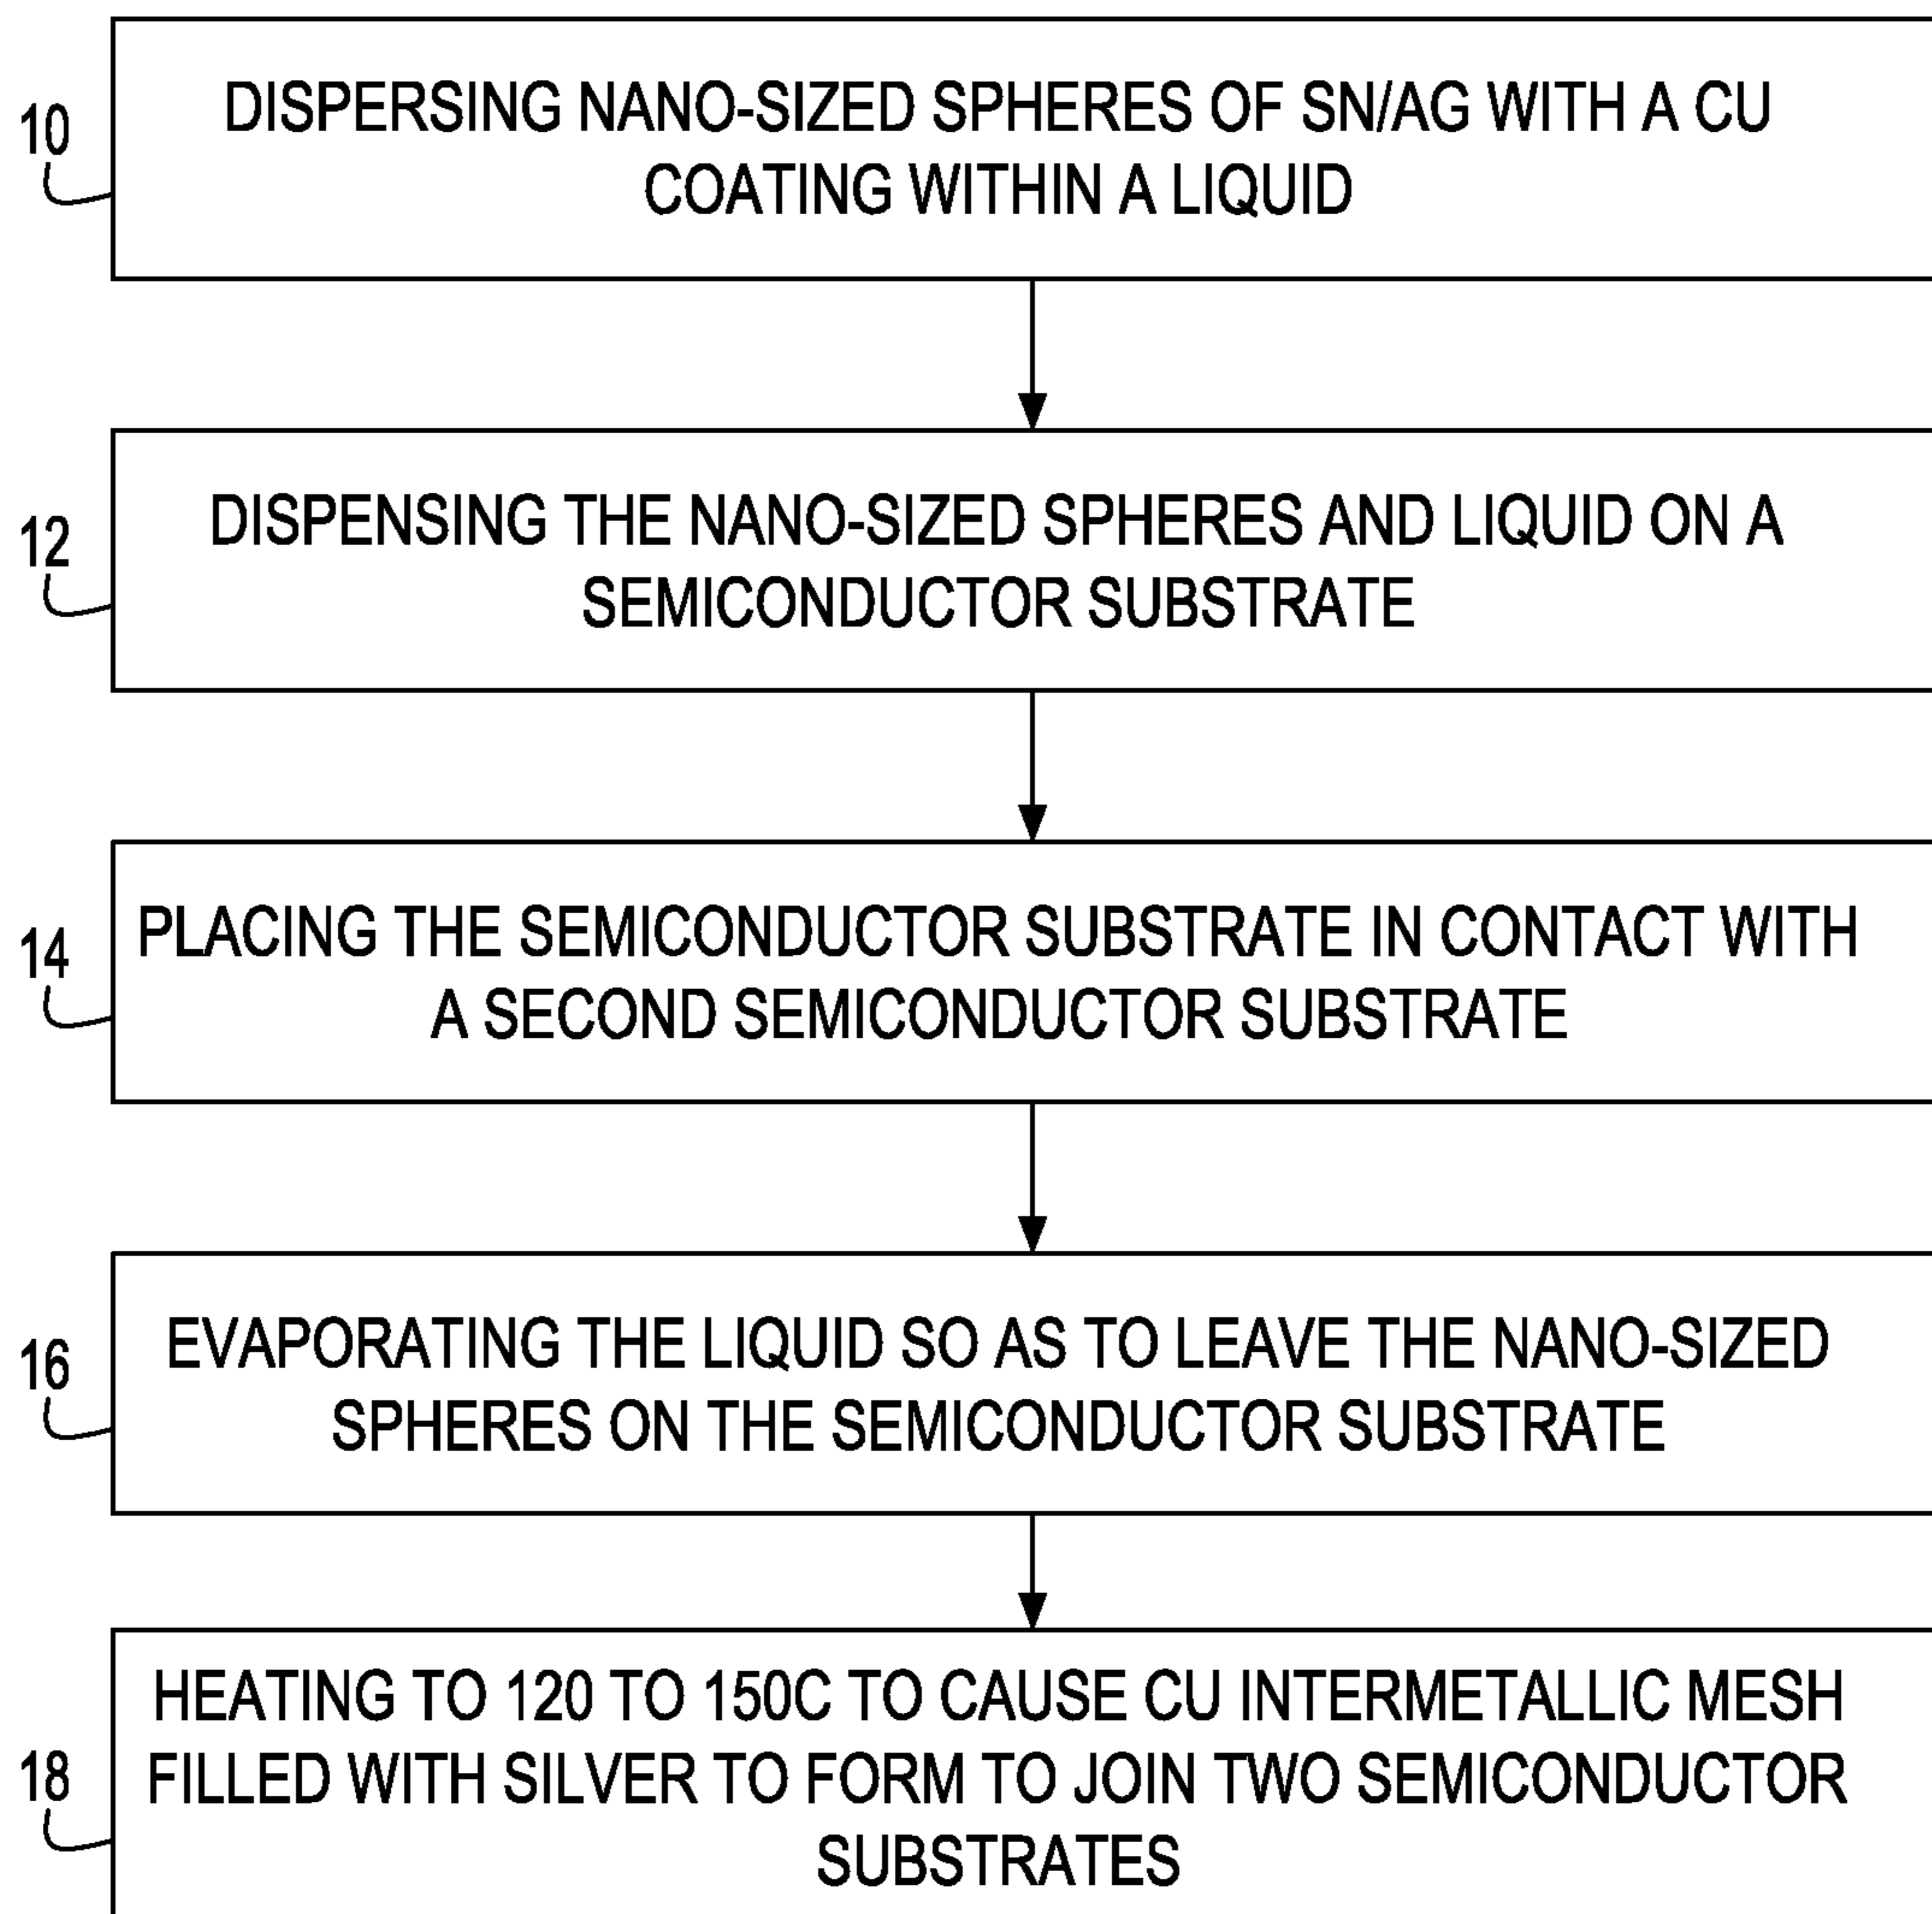 10
DISPERSING NANO-SIZED SPHERES OF SN/AG WITH A CU
COATING WITHIN A LIQUID
12
DISPENSING THE NANO-SIZED SPHERES AND LIQUID ON A
SEMICONDUCTOR SUBSTRATE
14
PLACING THE SEMICONDUCTOR SUBSTRATE IN CONTACT WITH
A SECOND SEMICONDUCTOR SUBSTRATE
16
EVAPORATING THE LIQUID SO AS TO LEAVE THE NANO-SIZED
SPHERES ON THE SEMICONDUCTOR SUBSTRATE
18
HEATING TO 120 TO 150C TO CAUSE CU INTERMETALLIC MESH
FILLED WITH SILVER TO FORM TO JOIN TWO SEMICONDUCTOR
SUBSTRATES